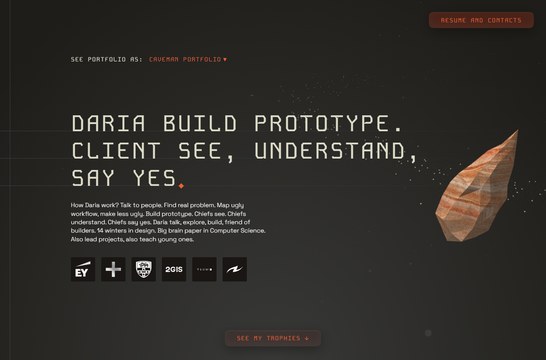 RESUME AND CONTACTS
SEE PORTFOLIO AS: CAVEMAN PORTFOLIO
DARIA BUILD PROTOTYPE.
CLIENT SEE, UNDERSTAND,
SAY YES
How Daria work? Talk to people. Find real problem. Map ugly
workflow, make less ugly. Build prototype. Chiefs see. Chiefs
understand. Chiefs say yes. Daria talk, explore, build, friend of
builders. 14 winters in design. Big brain paper in Computer Science.
Also lead projects, also teach young ones.
EY
2GIS
SEE MY TROPHIES →